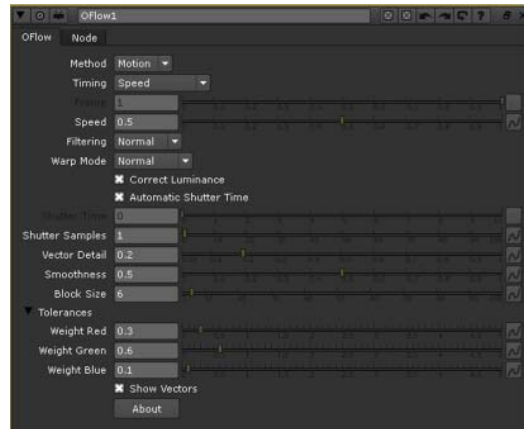 OFlow1
?
OFlow Node
Method Motion
Timing Speed
Frame 1
Speed 0.5
Filtering Normal
Warp Mode Normal
Correct Luminance
Automatic Shutter Time
Shutter Time 0
Shutter Samples 1
Vector Detail 0.2
Smoothness 0.5
Block Size 6
Tolerances
Weight Red 0.3
Weight Green 0.6
Weight Blue 0.1
Show Vectors
About